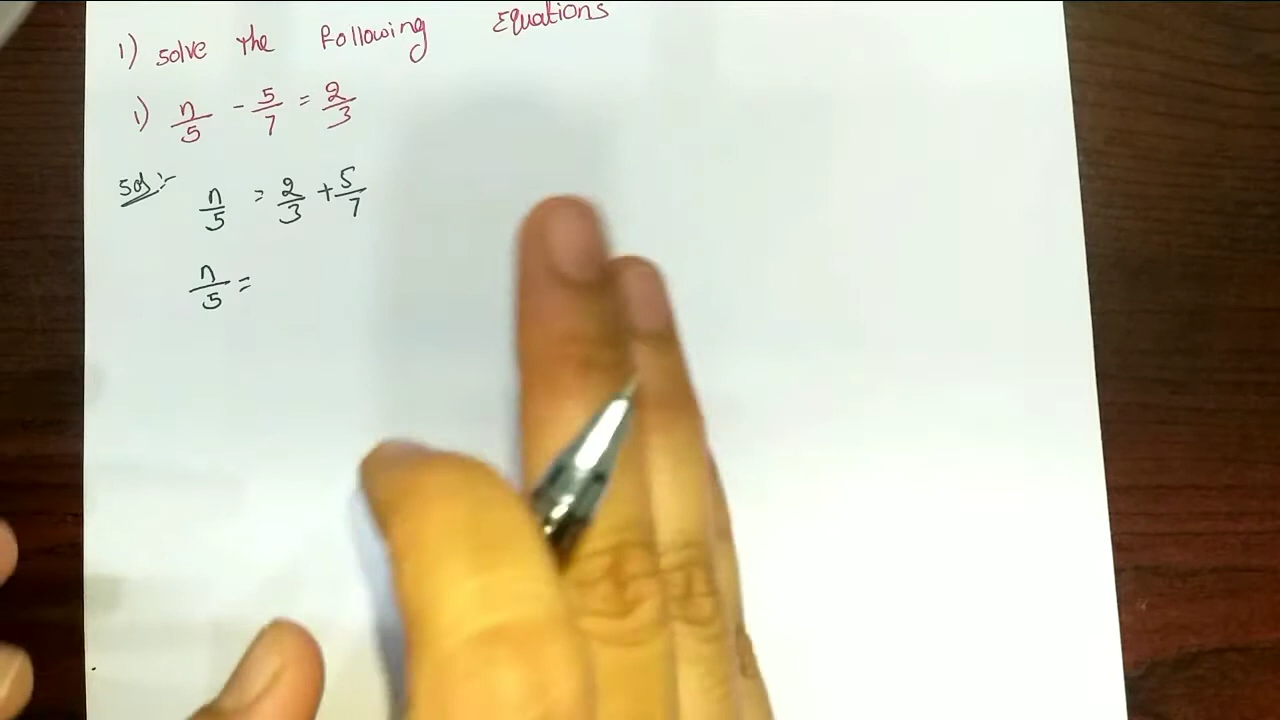 1) solve the following Equations
1) n/5 - 5/7 = 2/3
Sol:- n/5 = 2/3 + 5/7
n/5 =